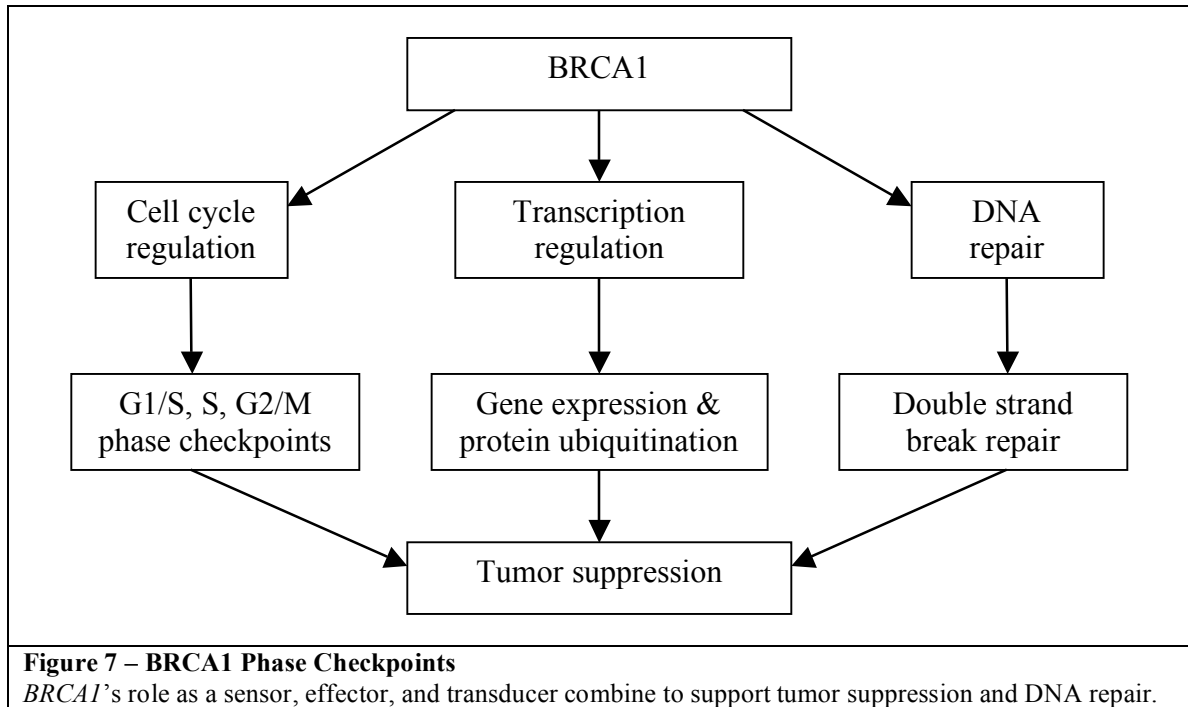 BRCA1
Cell cycle
regulation
Transcription
regulation
DNA
repair
G1/S, S, G2/M
phase checkpoints
Gene expression &
protein ubiquitination
Double strand
break repair
Tumor suppression
Figure 7 – BRCA1 Phase Checkpoints
BRCA1’s role as a sensor, effector, and transducer combine to support tumor suppression and DNA repair.